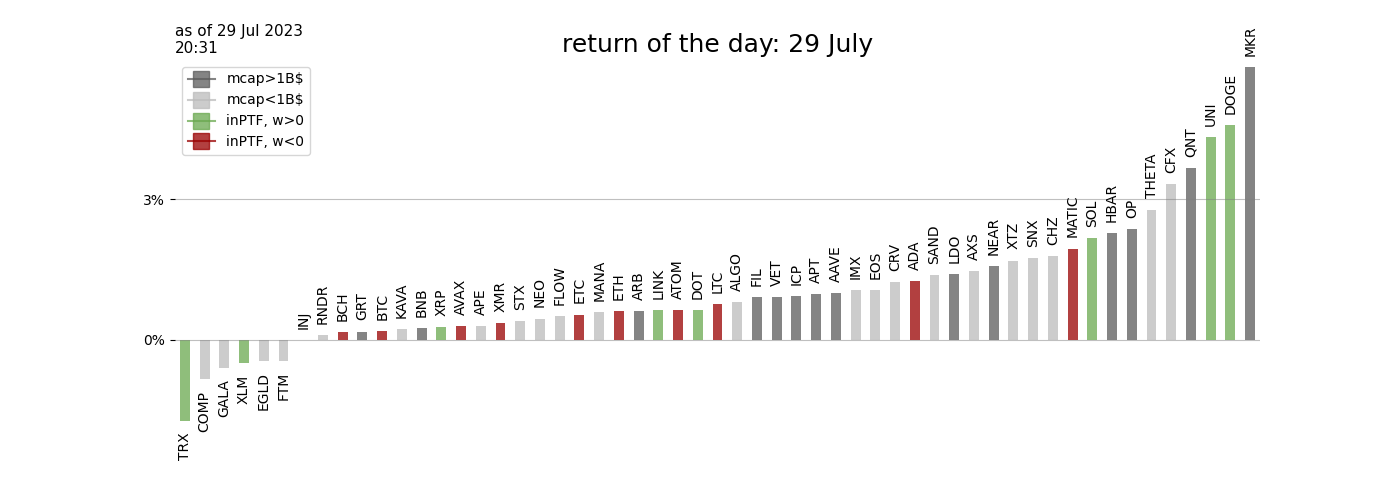 as of 29 Jul 2023
20:31
return of the day: 29 July
mcap>1B$
mcap<1B$
inPTF, w>0
inPTF, w<0
3%
0%
TRX
COMP
GALA
XLM
EGLD
FTM
INJ
RNDR
BCH
GRT
BTC
KAVA
BNB
XRP
AVAX
APE
XMR
STX
NEO
FLOW
ETC
MANA
ETH
ARB
LINK
ATOM
DOT
LTC
ALGO
FIL
VET
ICP
APT
AAVE
IMX
EOS
CRV
ADA
SAND
LDO
AXS
NEAR
XTZ
SNX
CHZ
MATIC
SOL
HBAR
OP
THETA
CFX
QNT
UNI
DOGE
MKR